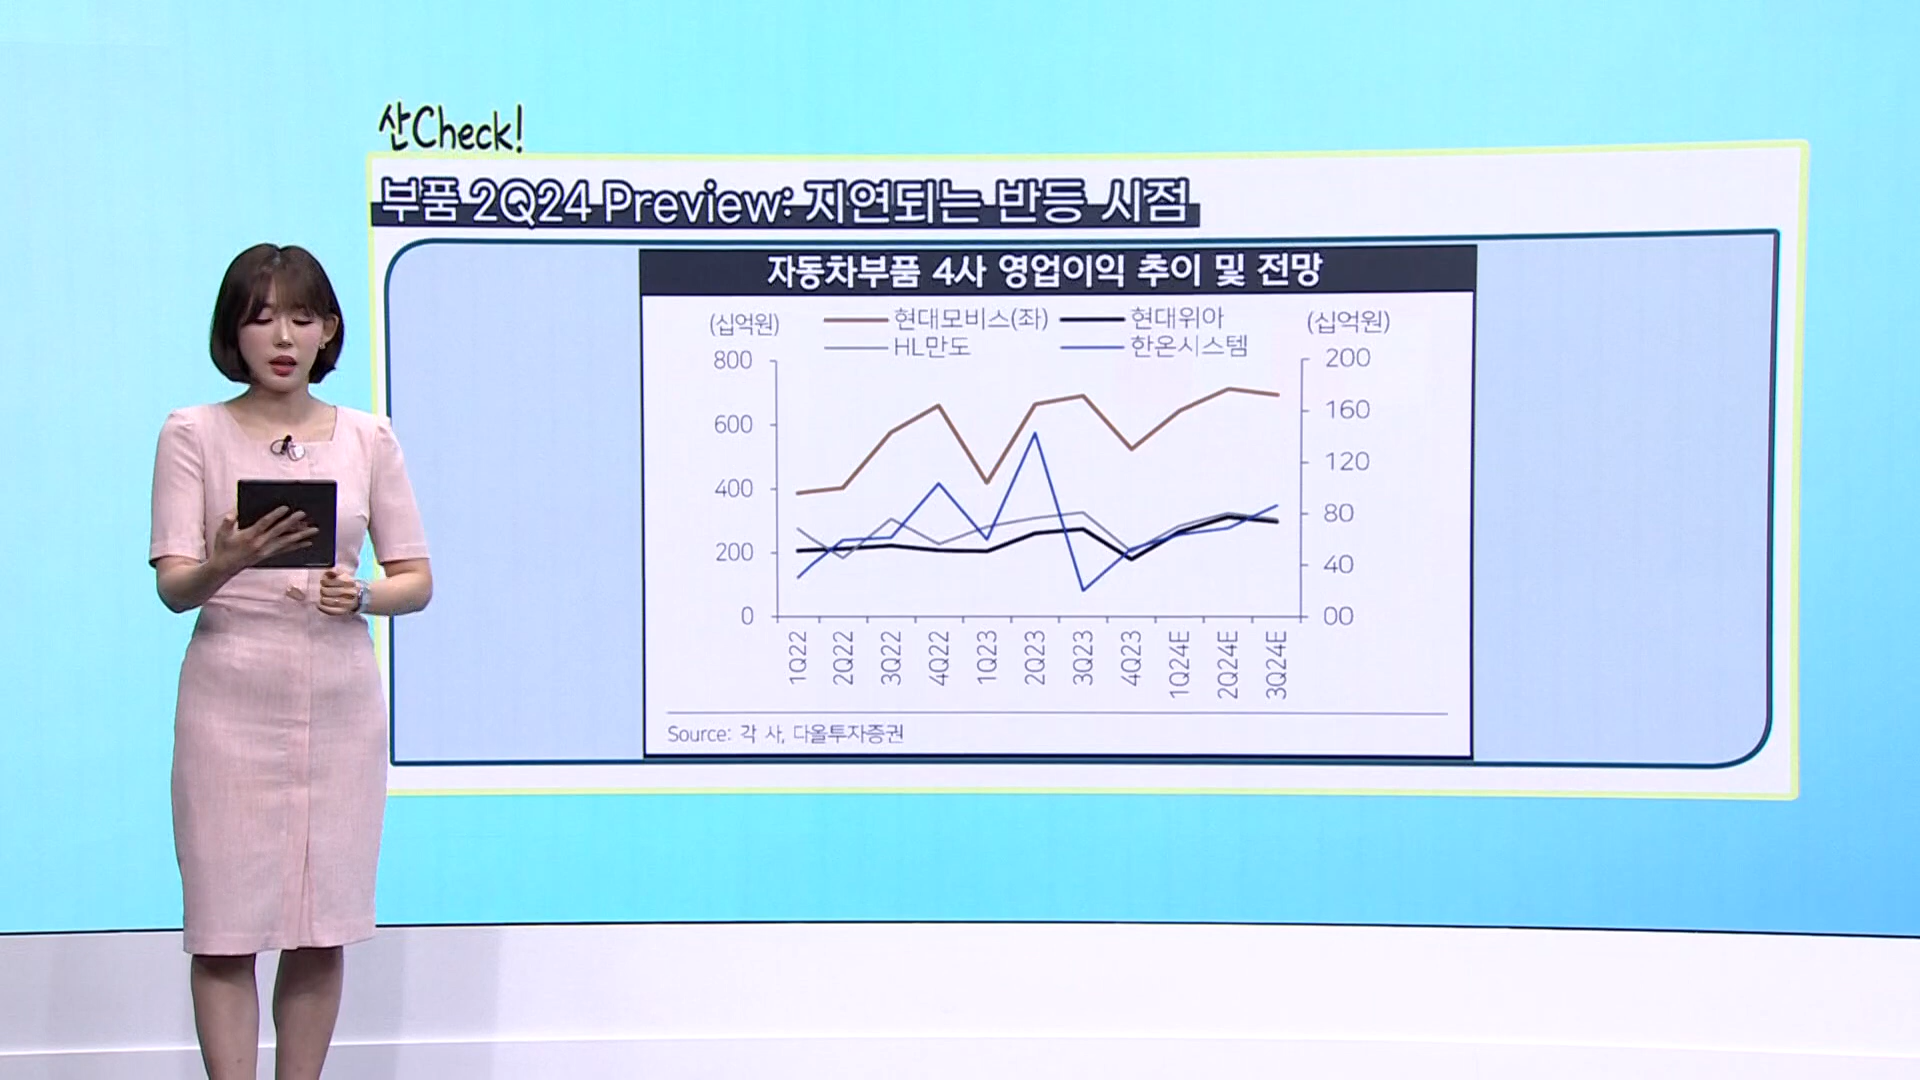 산Check!
부품 2Q24 Preview: 지연되는 반등 시점
자동차부품 4사 영업이익 추이 및 전망
(십억원) 현대모비스(좌) 현대위아 (십억원)
HL만도 한온시스템
800 200
160
600
120
400
80
200
40
0 00
1Q22 2Q22 3Q22 4Q22 1Q23 2Q23 3Q23 4Q23 1Q24E 2Q24E 3Q24E
Source: 각 사, 다올투자증권